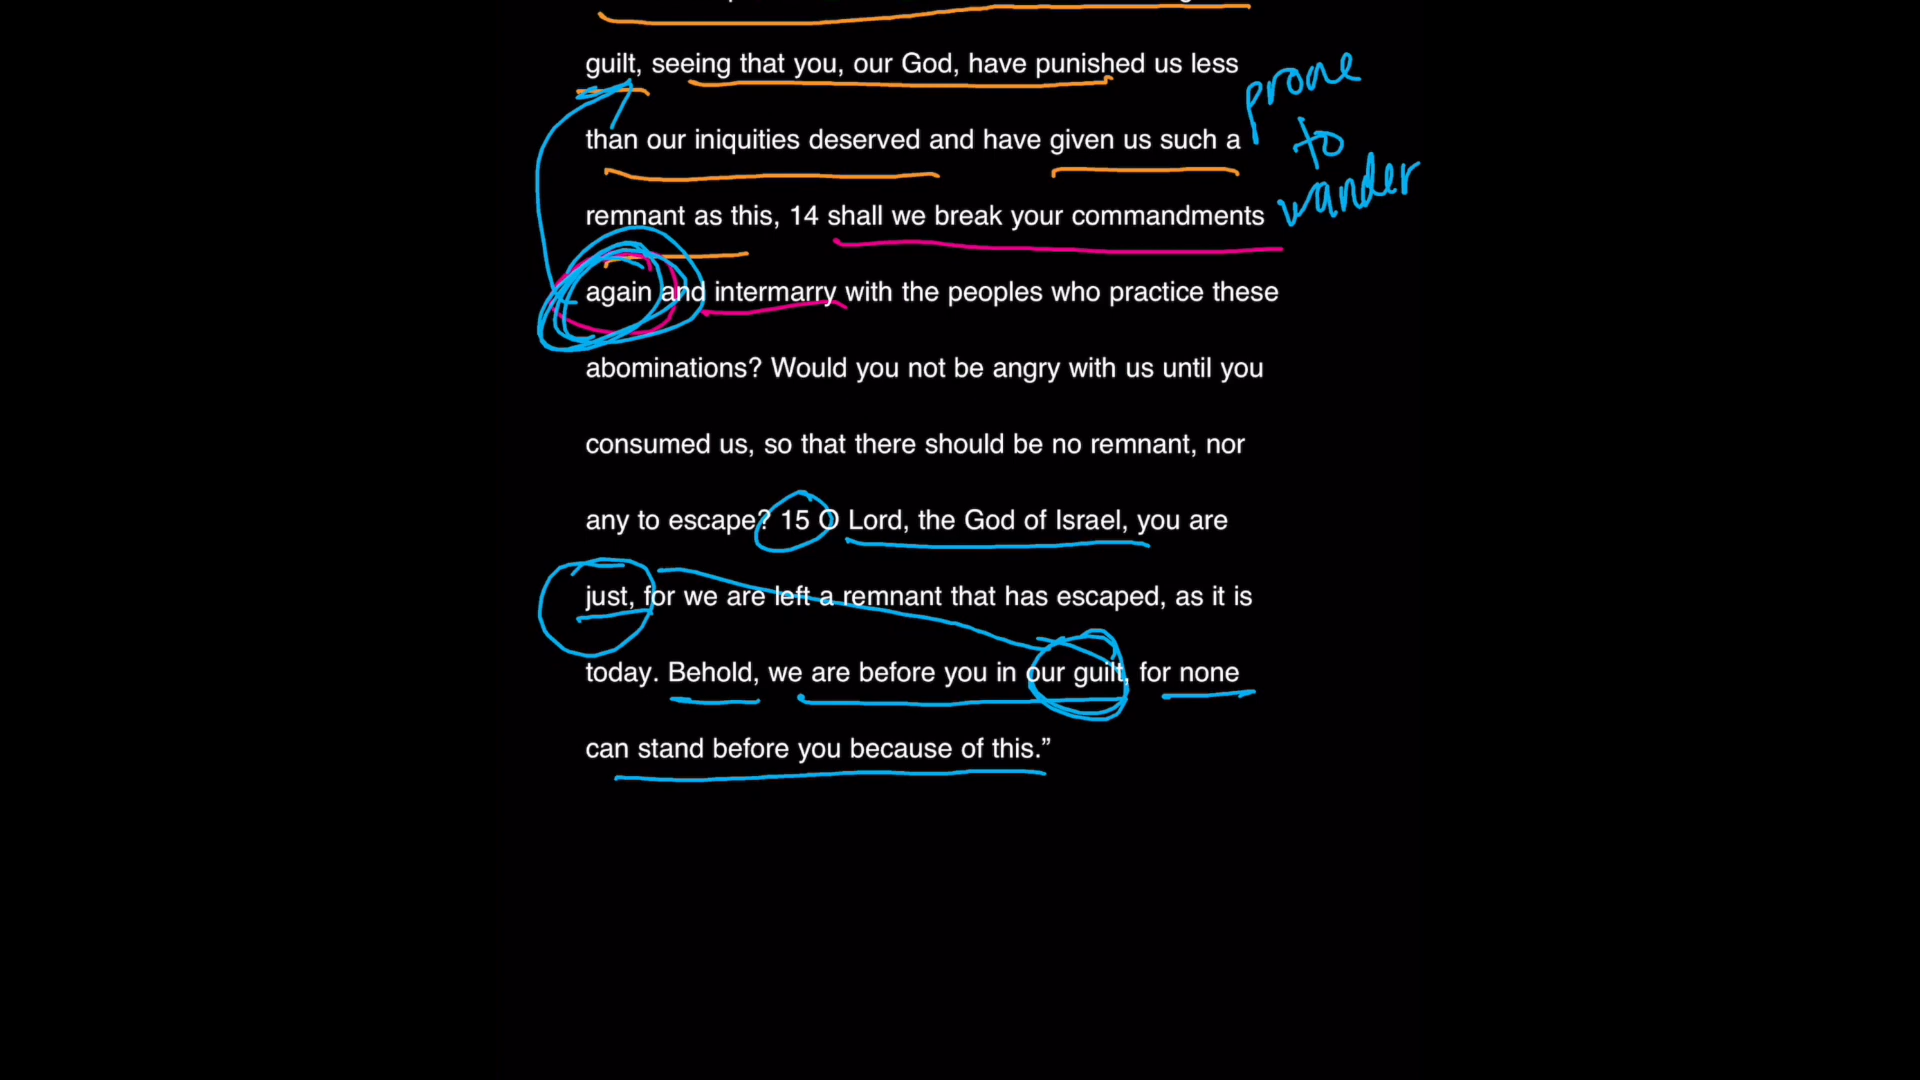 guilt, seeing that you, our God, have punished us less
than our iniquities deserved and have given us such a
remnant as this, 14 shall we break your commandments
again and intermarry with the peoples who practice these
abominations? Would you not be angry with us until you
consumed us, so that there should be no remnant, nor
any to escape? 15 O Lord, the God of Israel, you are
just, for we are left a remnant that has escaped, as it is
today. Behold, we are before you in our guilt, for none
can stand before you because of this.”
prone
to
wander